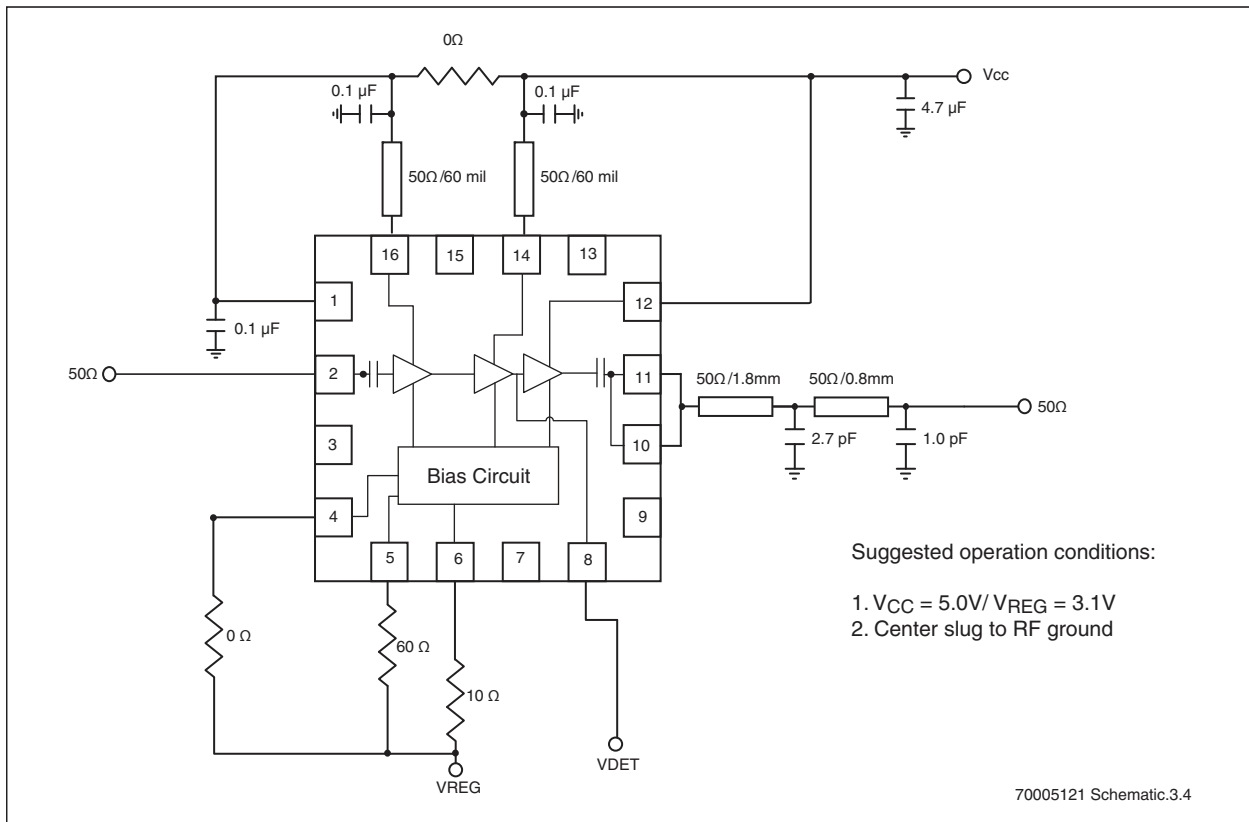 0Ω
Vcc
0.1 µF
0.1 µF
4.7 µF
50Ω/60 mil
50Ω/60 mil
16
15
14
13
1
12
0.1 µF
50Ω
2
11
50Ω/1.8mm
50Ω/0.8mm
50Ω
3
10
2.7 pF
1.0 pF
Bias Circuit
4
9
5
6
7
8
Suggested operation conditions:
1. VCC = 5.0V/ VREG = 3.1V
2. Center slug to RF ground
0 Ω
60 Ω
10 Ω
VREG
VDET
70005121 Schematic.3.4